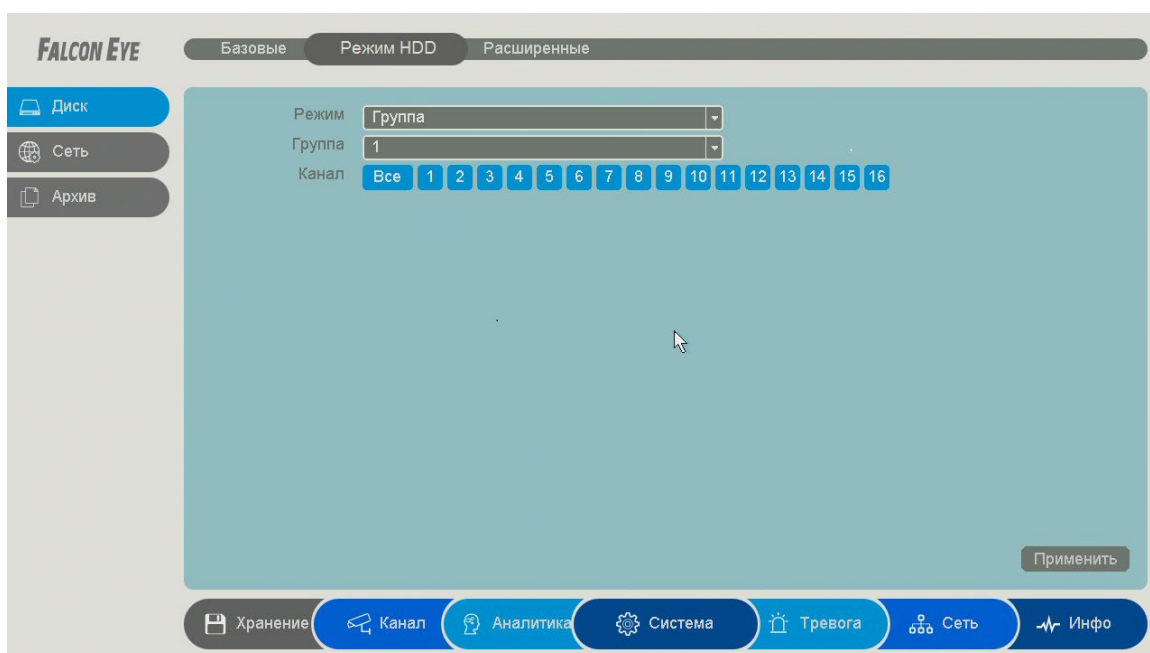 FALCON EYE
Базовые Режим HDD Расширенные
Диск
Сеть
Архив
Режим Группа
Группа 1
Канал Все 1 2 3 4 5 6 7 8 9 10 11 12 13 14 15 16
Применить
Хранение Канал Аналитика Система Тревога Сеть Инфо